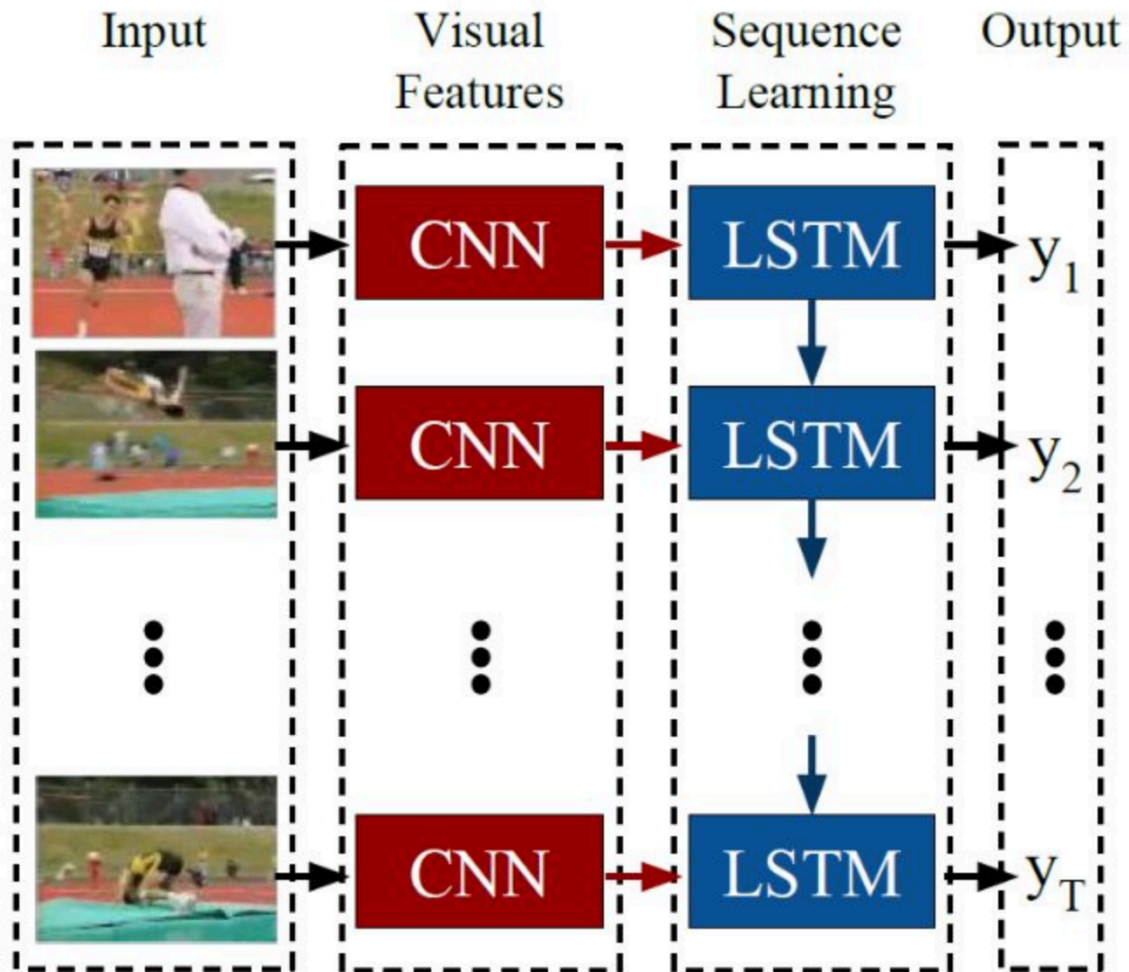 Input
Visual
Features
Sequence
Learning
Output
CNN
LSTM
y1
CNN
LSTM
y2
CNN
LSTM
yT